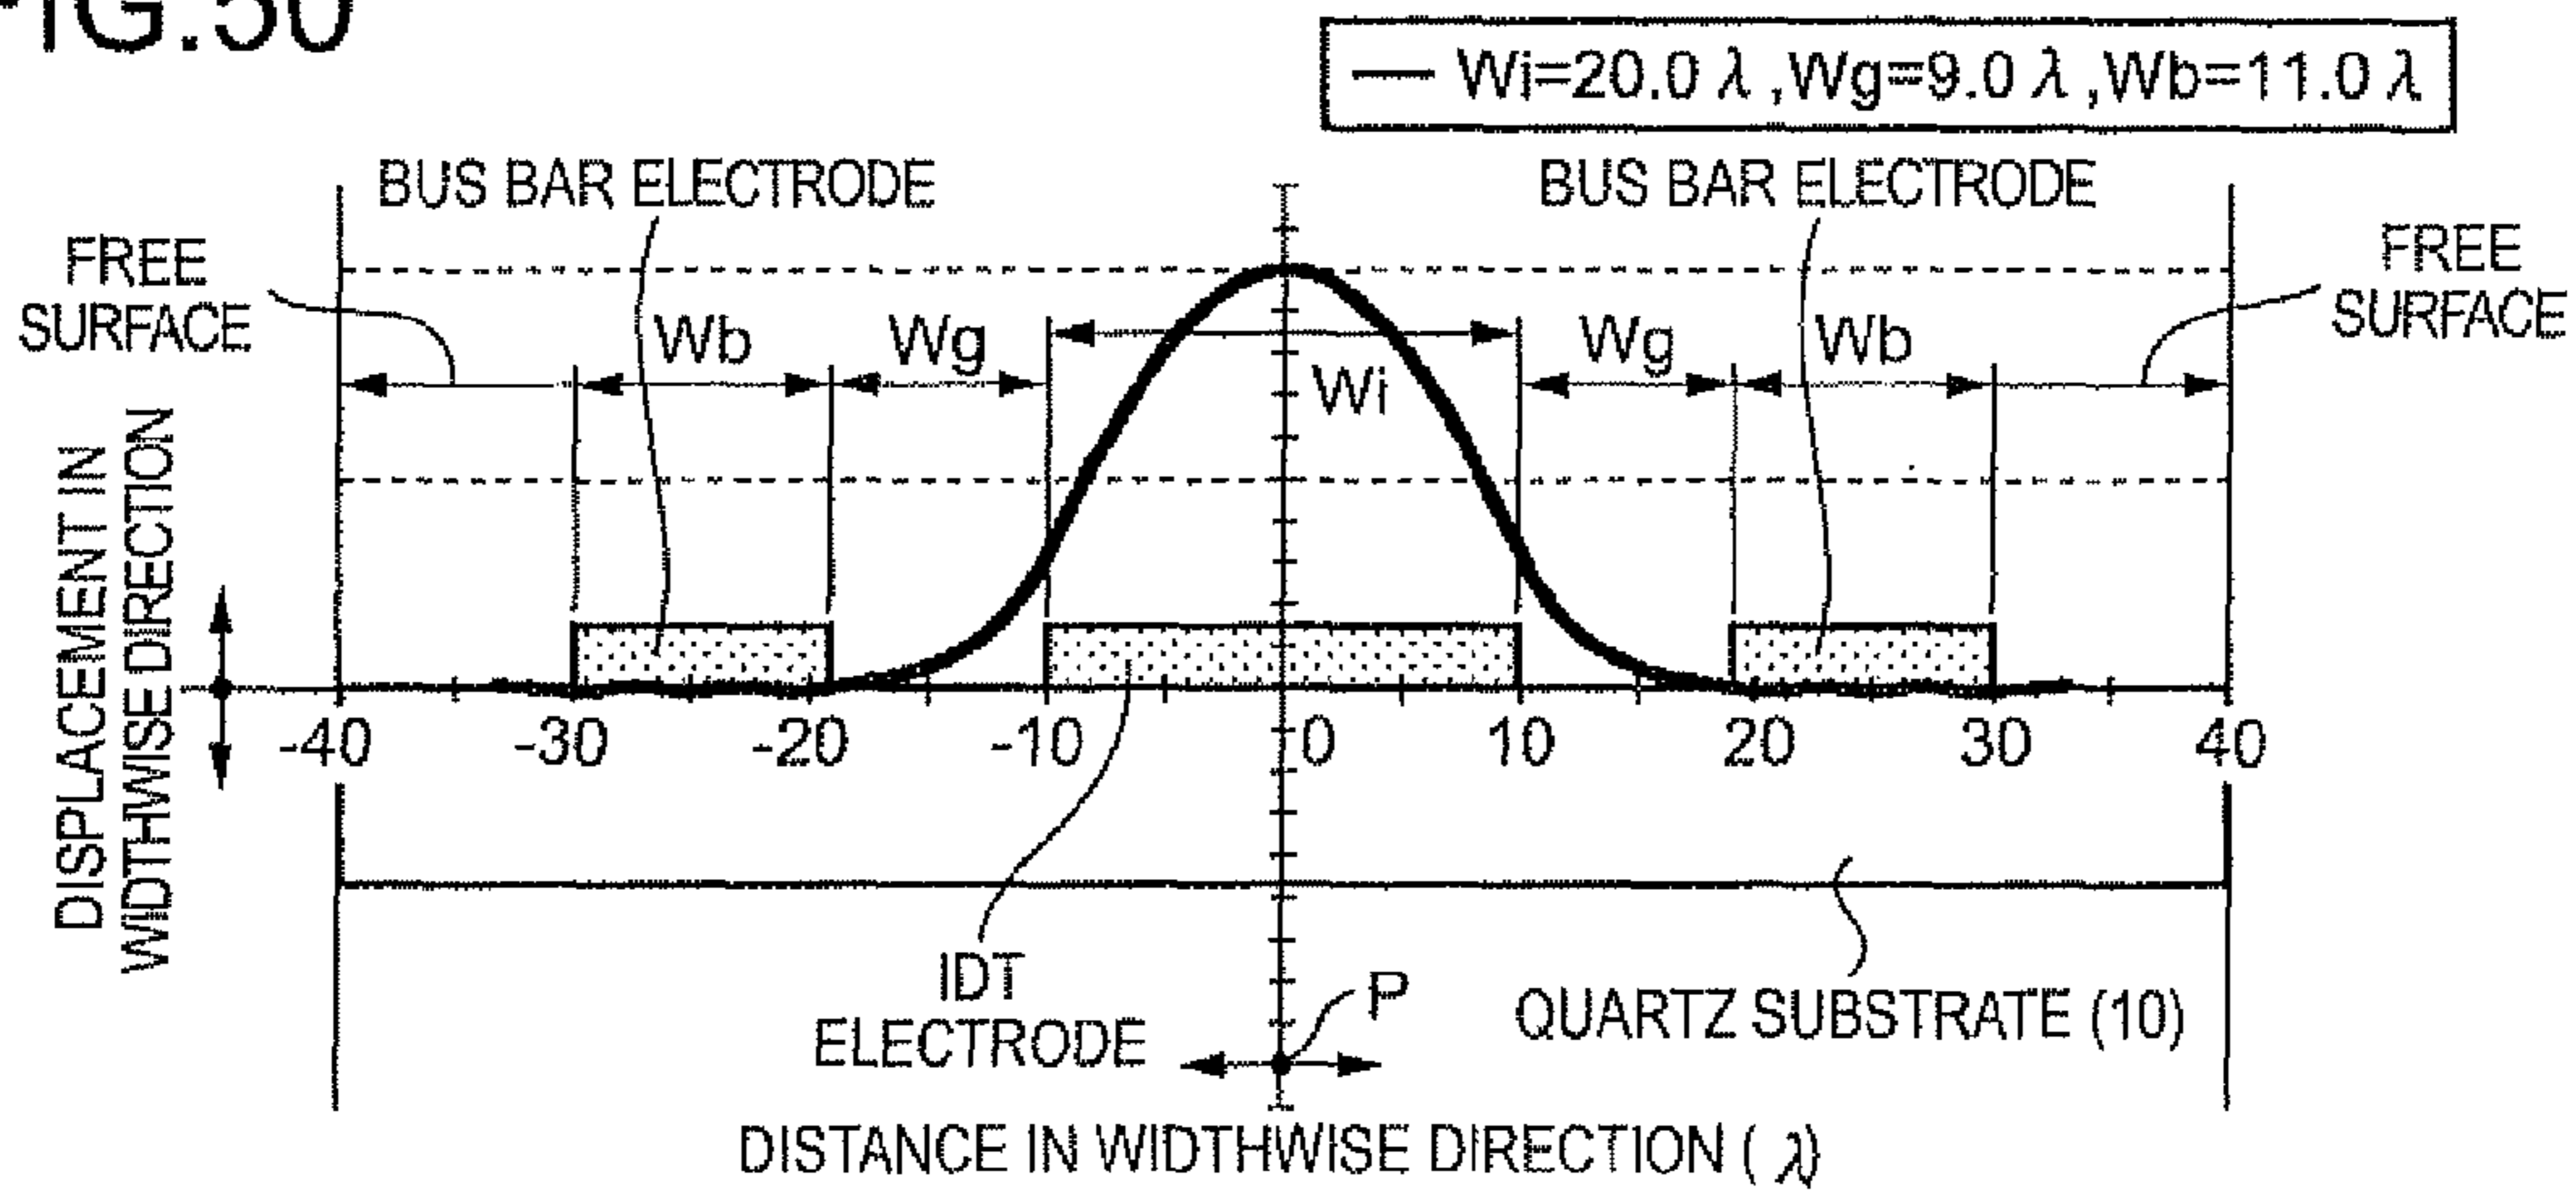 FIG.50
Wi=20.0 λ ,Wg=9.0 λ ,Wb=11.0 λ
BUS BAR ELECTRODE
BUS BAR ELECTRODE
FREE
SURFACE
FREE
SURFACE
Wb
Wg
Wi
Wg
Wb
DISPLACEMENT IN
WIDTHWISE DIRECTION
-40
-30
-20
-10
0
10
20
30
40
IDT
ELECTRODE
P
QUARTZ SUBSTRATE (10)
DISTANCE IN WIDTHWISE DIRECTION ( λ)